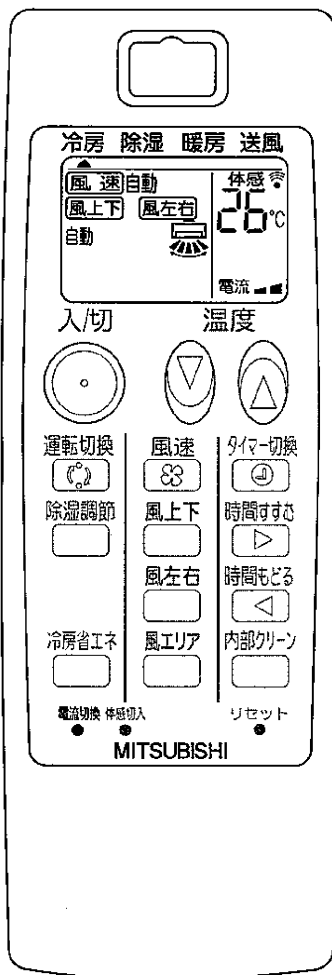 冷房 除湿 暖房 送風
風速 自動 体感
26℃
風上下 風左右
自動
電流
入/切 温度
運転切換 風速 タイマー切換
除湿調節 風上下 時間すすむ
風左右 時間もどる
冷房省エネ 風エリア 内部クリーン
電流切換 体感切入 リセット
MITSUBISHI